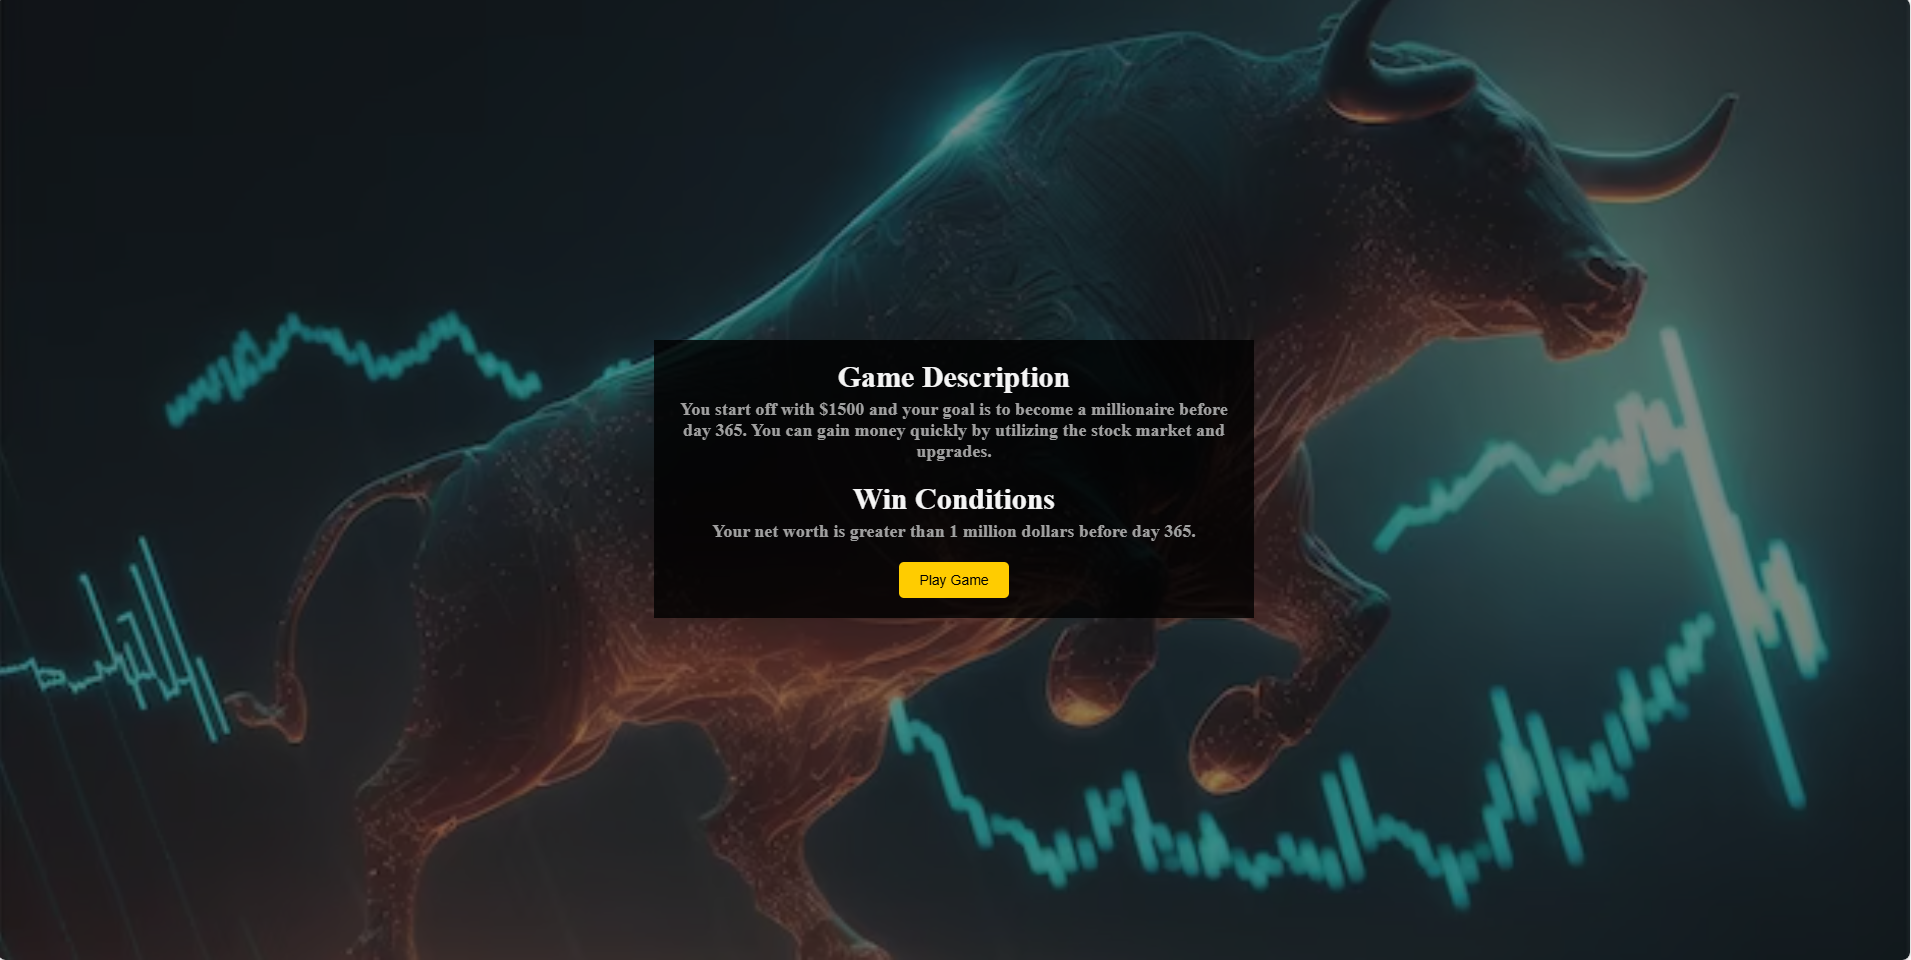 Game Description
You start off with $1500 and your goal is to become a millionaire before
day 365. You can gain money quickly by utilizing the stock market and
upgrades.
Win Conditions
Your net worth is greater than 1 million dollars before day 365.
Play Game